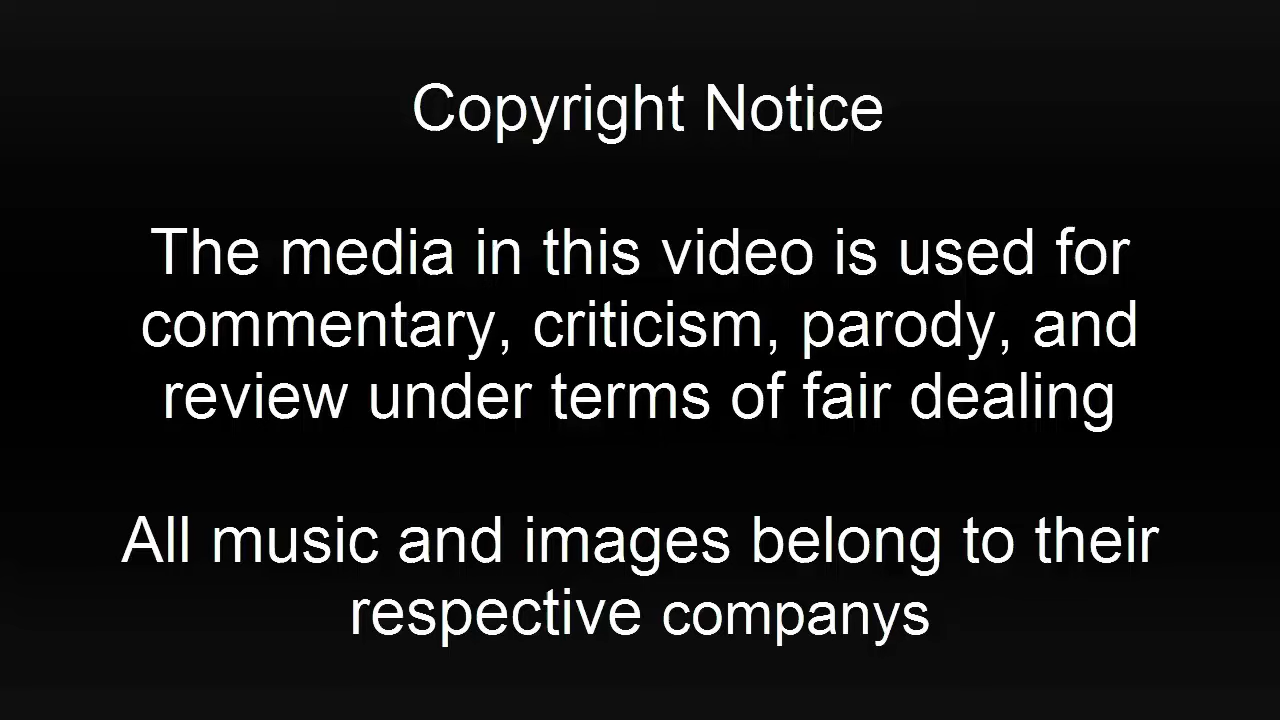 Copyright Notice
The media in this video is used for
commentary, criticism, parody, and
review under terms of fair dealing
All music and images belong to their
respective companys